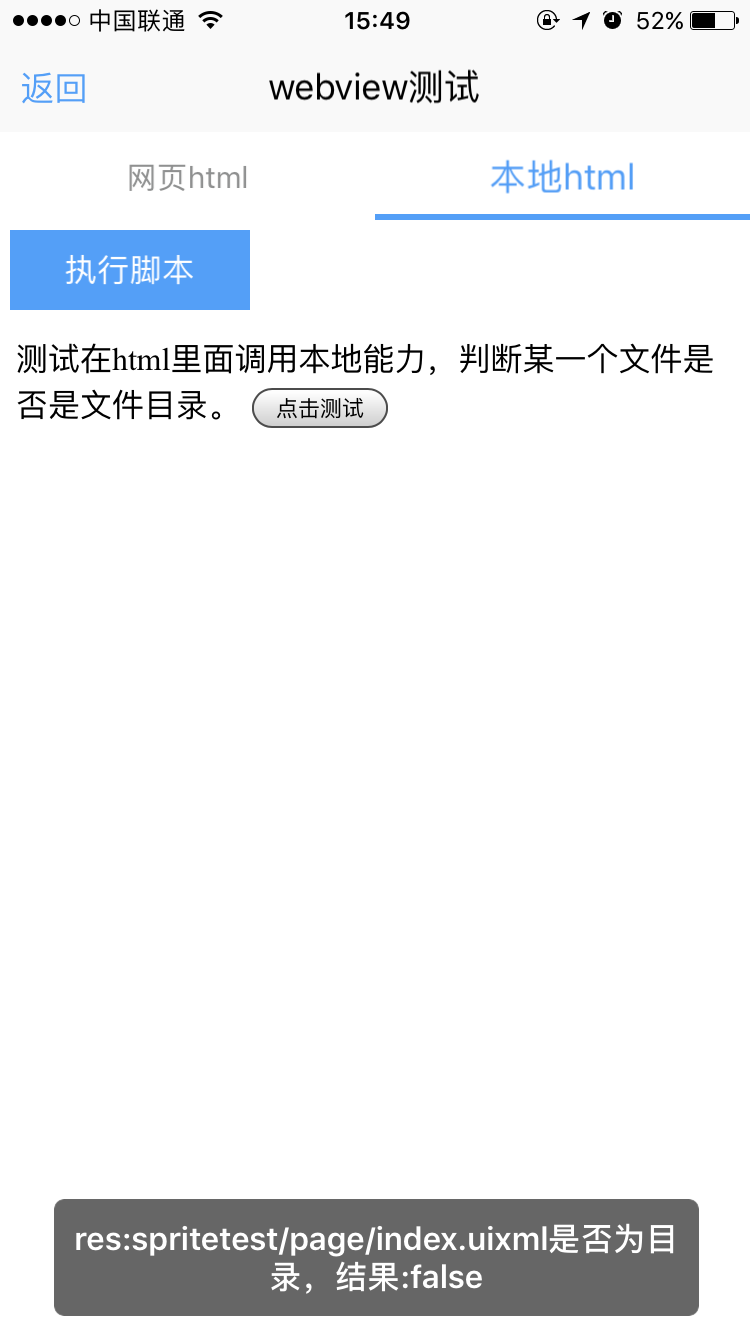 中国联通 15:49 52%
返回 webview测试
网页html 本地html
执行脚本
测试在html里面调用本地能力，判断某一个文件是
否是文件目录。 点击测试
res:spritetest/page/index.uixml是否为目
录，结果:false